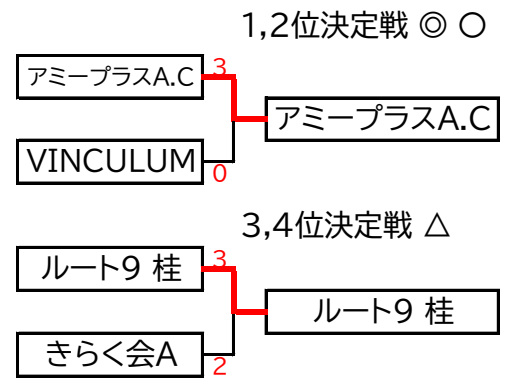 1,2位決定戦 ◎ ○
アミープラスA.C
3
アミープラスA.C
VINCULUM
0
3,4位決定戦 △
ルート9 桂
3
ルート9 桂
きらく会A
2